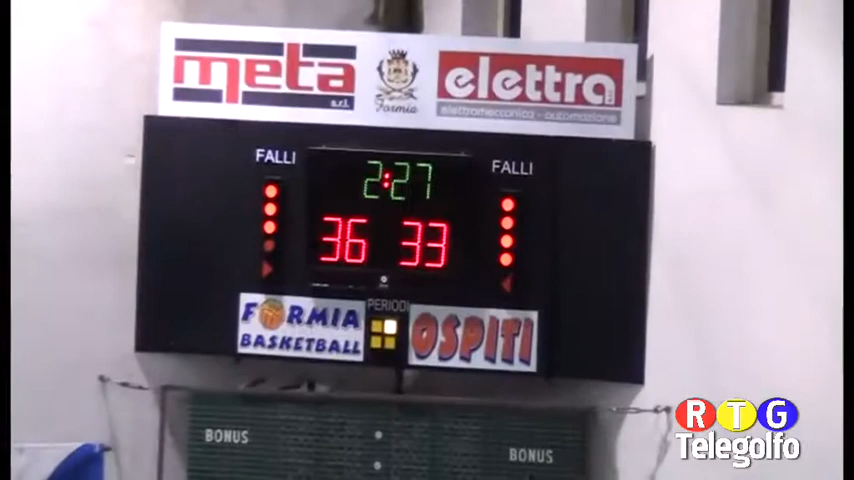 meta
s.r.l.
Formia
elettra
elettromeccanica - automazione
FALLI
2:27
FALLI
36 33
PERIODI
FORMIA
BASKETBALL
OSPITI
BONUS
BONUS
RTG
Telegolfo